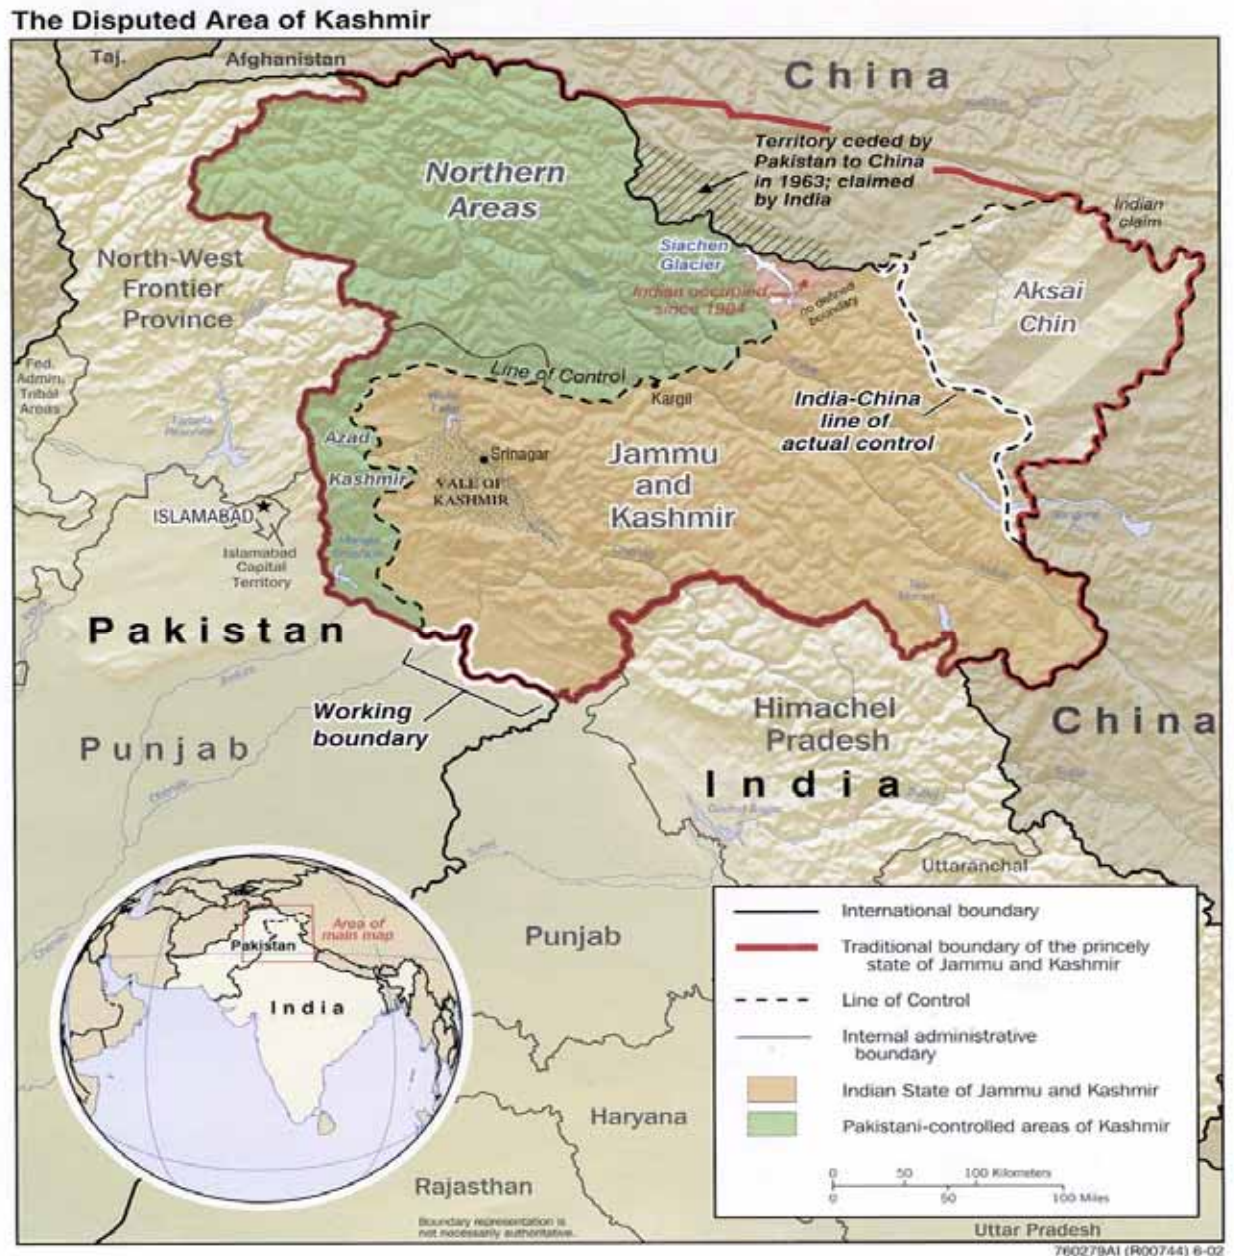 The Disputed Area of Kashmir
Taj.
Afghanistan
China
Territory ceded by
Pakistan to China
in 1963; claimed
by India
Northern
Areas
Indian
claim
Siachen
Glacier
Indian occupied
since 1984
no defined
boundary
Aksai
Chin
North-West
Frontier
Province
Fed.
Admin.
Tribal
Areas
Line of Control
Kargil
India-China
line of
actual control
Azad
Kashmir
Srinagar
VALE OF
KASHMIR
Jammu
and
Kashmir
ISLAMABAD
Islamabad
Capital
Territory
Pakistan
Working
boundary
Punjab
Himachel
Pradesh
India
China
Uttaranchal
Area of
main map
Pakistan
India
Punjab
Haryana
Rajasthan
Boundary representation is
not necessarily authoritative.
International boundary
Traditional boundary of the princely
state of Jammu and Kashmir
Line of Control
Internal administrative
boundary
Indian State of Jammu and Kashmir
Pakistani-controlled areas of Kashmir
0 50 100 Kilometers
0 50 100 Miles
Uttar Pradesh
760279AI (R00744) 6-02